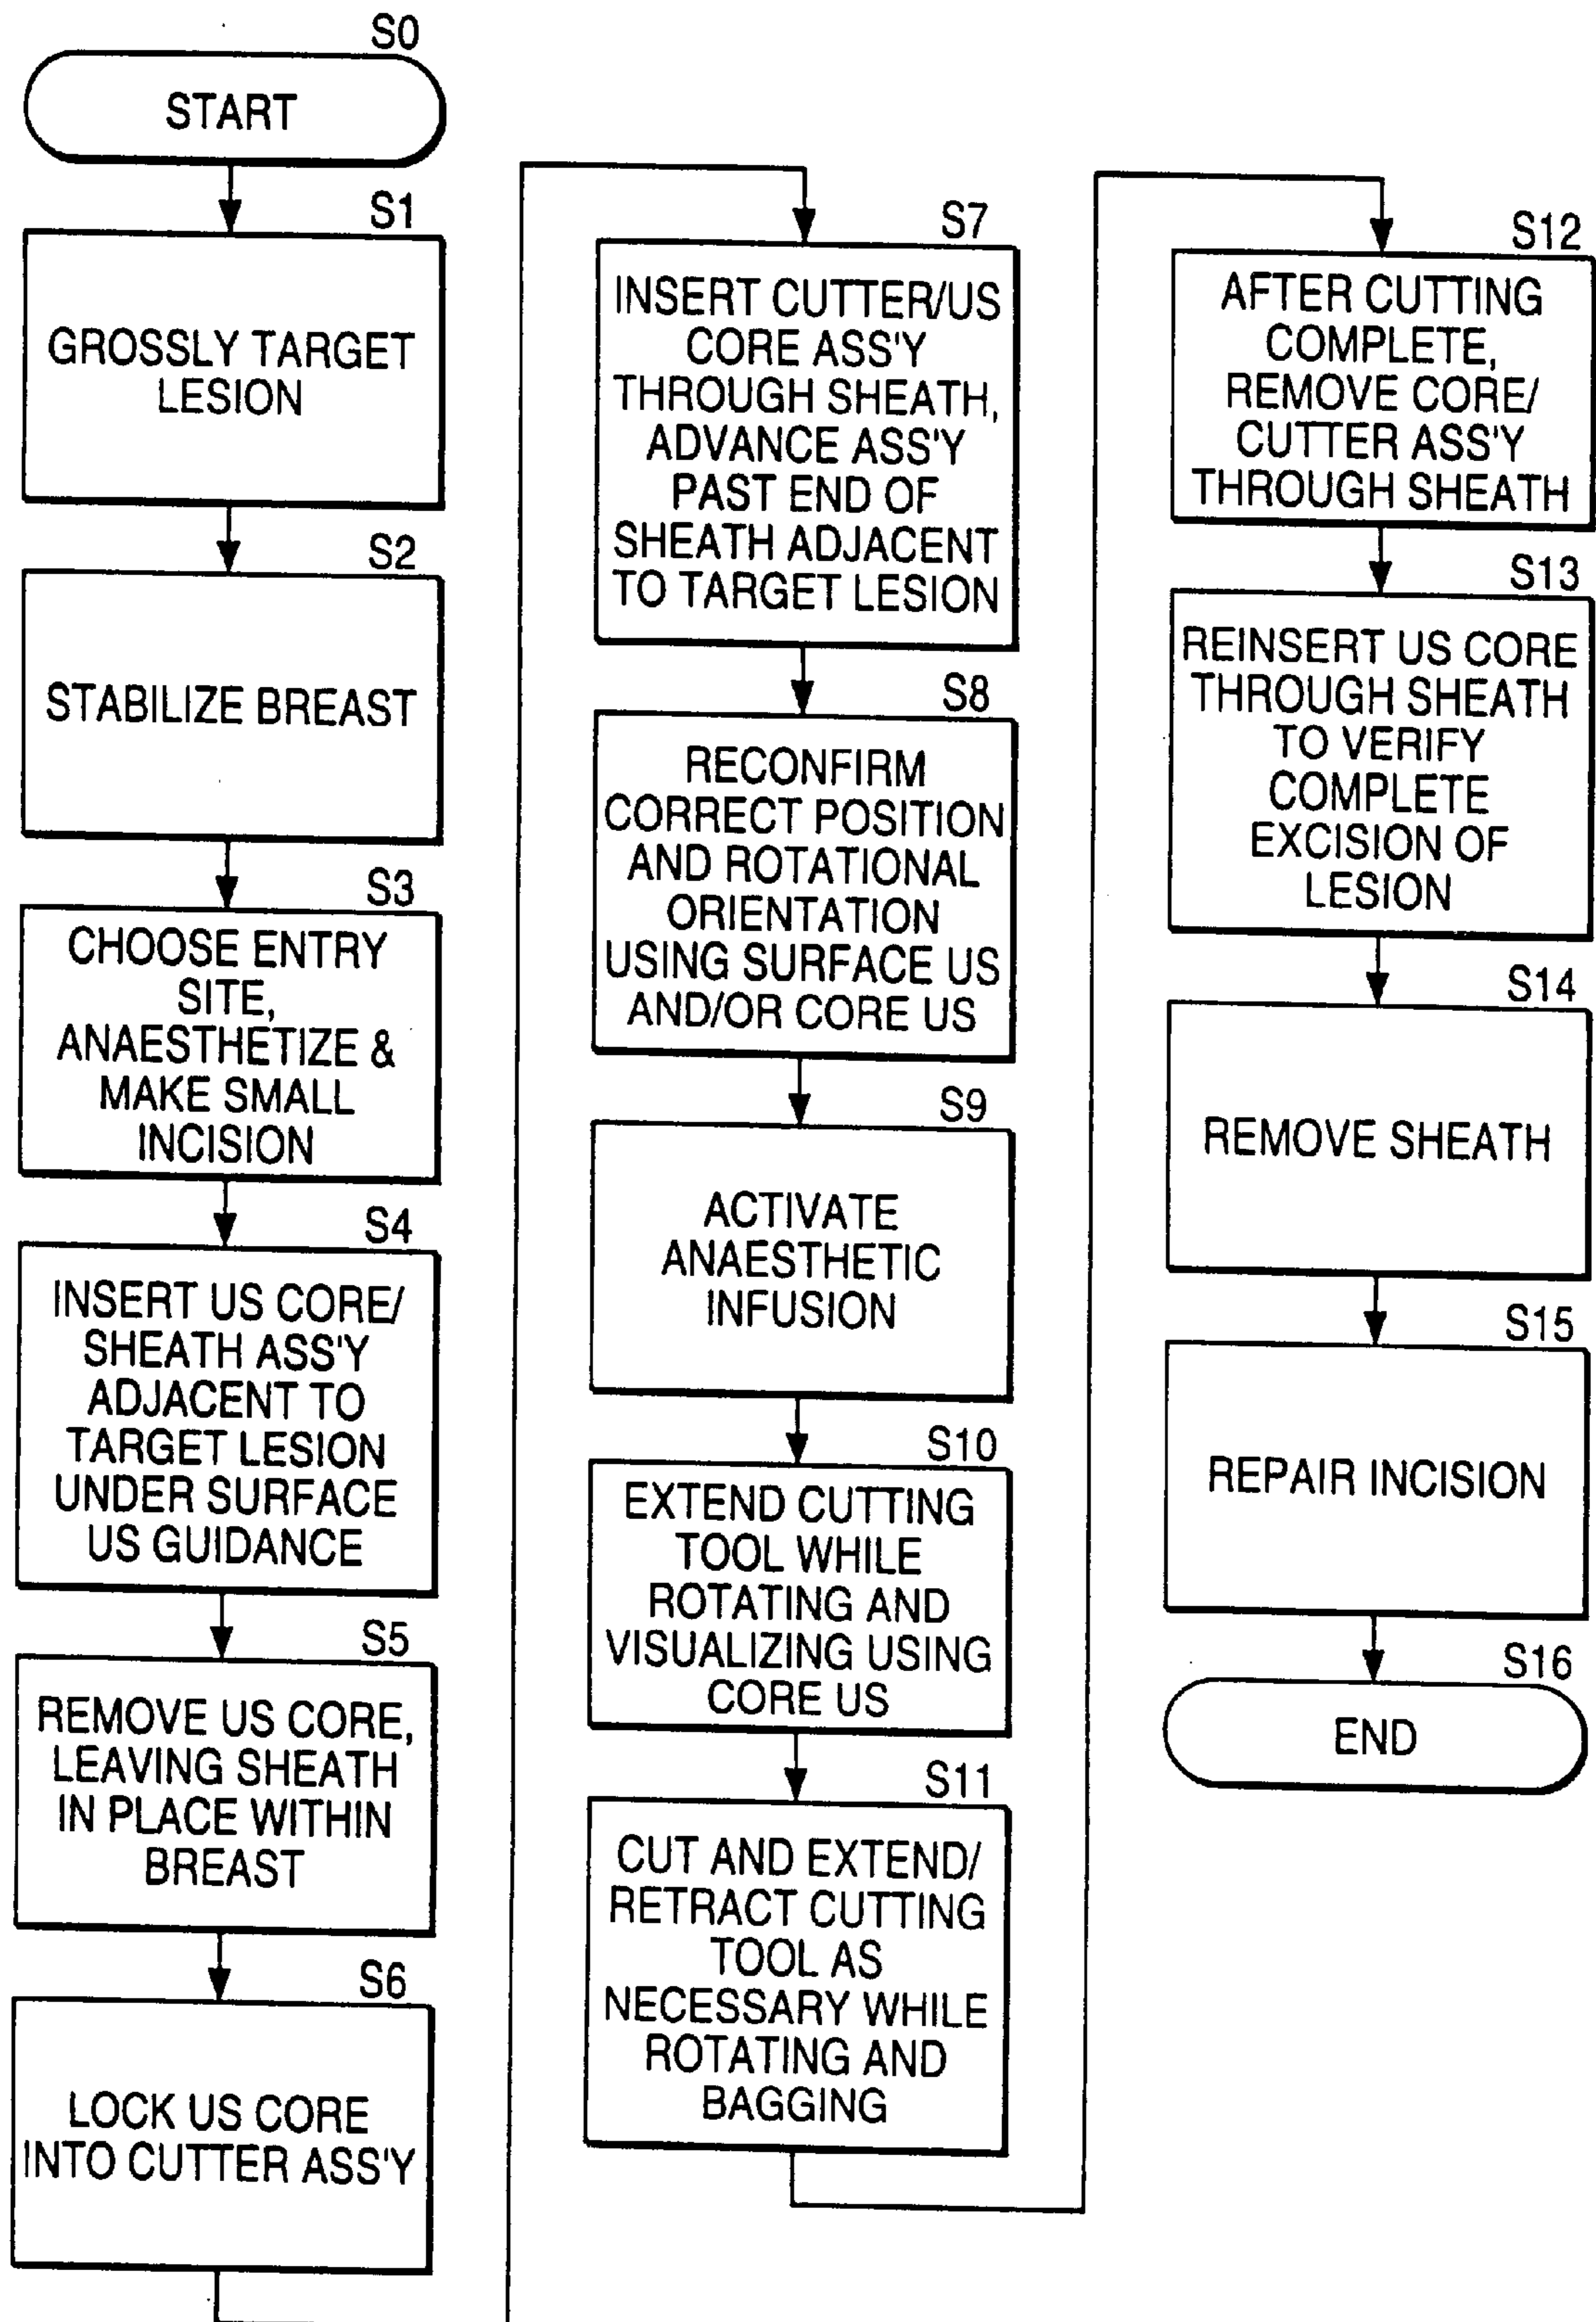 S0
START
S1
GROSSLY TARGET
LESION
S2
STABILIZE BREAST
S3
CHOOSE ENTRY
SITE,
ANAESTHETIZE &
MAKE SMALL
INCISION
S4
INSERT US CORE/
SHEATH ASS'Y
ADJACENT TO
TARGET LESION
UNDER SURFACE
US GUIDANCE
S5
REMOVE US CORE,
LEAVING SHEATH
IN PLACE WITHIN
BREAST
S6
LOCK US CORE
INTO CUTTER ASS'Y
S7
INSERT CUTTER/US
CORE ASS'Y
THROUGH SHEATH,
ADVANCE ASS'Y
PAST END OF
SHEATH ADJACENT
TO TARGET LESION
S8
RECONFIRM
CORRECT POSITION
AND ROTATIONAL
ORIENTATION
USING SURFACE US
AND/OR CORE US
S9
ACTIVATE
ANAESTHETIC
INFUSION
S10
EXTEND CUTTING
TOOL WHILE
ROTATING AND
VISUALIZING USING
CORE US
S11
CUT AND EXTEND/
RETRACT CUTTING
TOOL AS
NECESSARY WHILE
ROTATING AND
BAGGING
S12
AFTER CUTTING
COMPLETE,
REMOVE CORE/
CUTTER ASS'Y
THROUGH SHEATH
S13
REINSERT US CORE
THROUGH SHEATH
TO VERIFY
COMPLETE
EXCISION OF
LESION
S14
REMOVE SHEATH
S15
REPAIR INCISION
S16
END